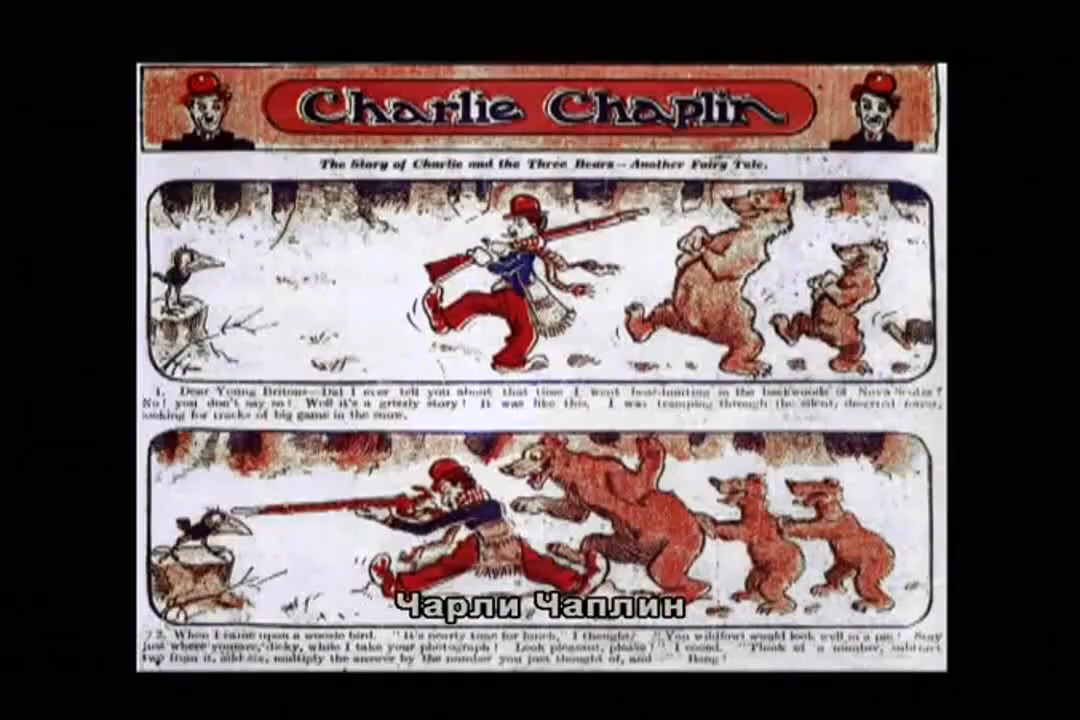 Charlie Chaplin
The Story of Charlie and the Three Bears—Another Fairy Tale.
1. Dear Young Britons—Did I ever tell you about that time I went bear-hunting in the backwoods of Nova Scotia?
No! you don't say so! Well it's a grizzly story! It was like this, I was tramping through the silent, deserted forest,
looking for cracks of big game in the snow.
Чарли Чаплин
2. When I came upon a woosie bird. "It's nearly time for lunch," I thought! "You wildfowl would look well in a pie! Stay
just where you are, dicky, while I take your photograph! Look pleasant, please!" I cooed. "Think of a number, subtract
two from it, add six, multiply the answer by the number you just thought of, and Bang!